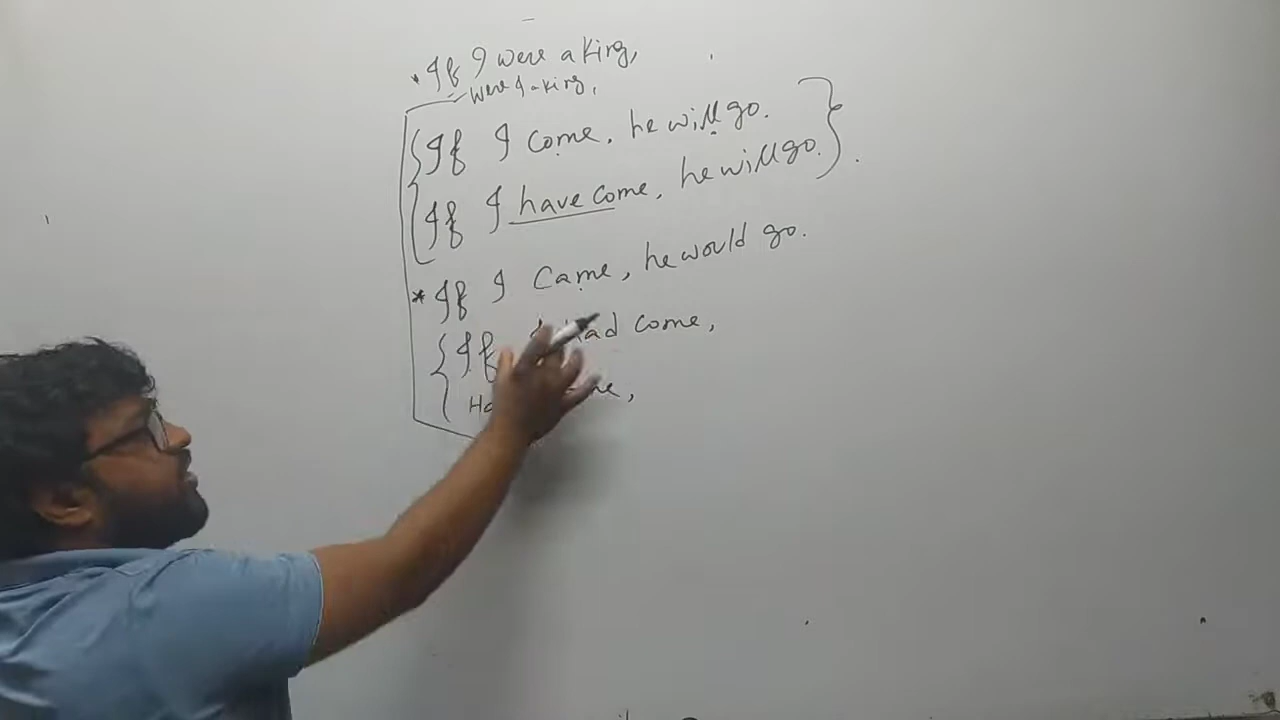 * If I were a King,
were I a king,
If I come, he will go.
If I have come, he will go.
* If I came, he would go.
If had come,